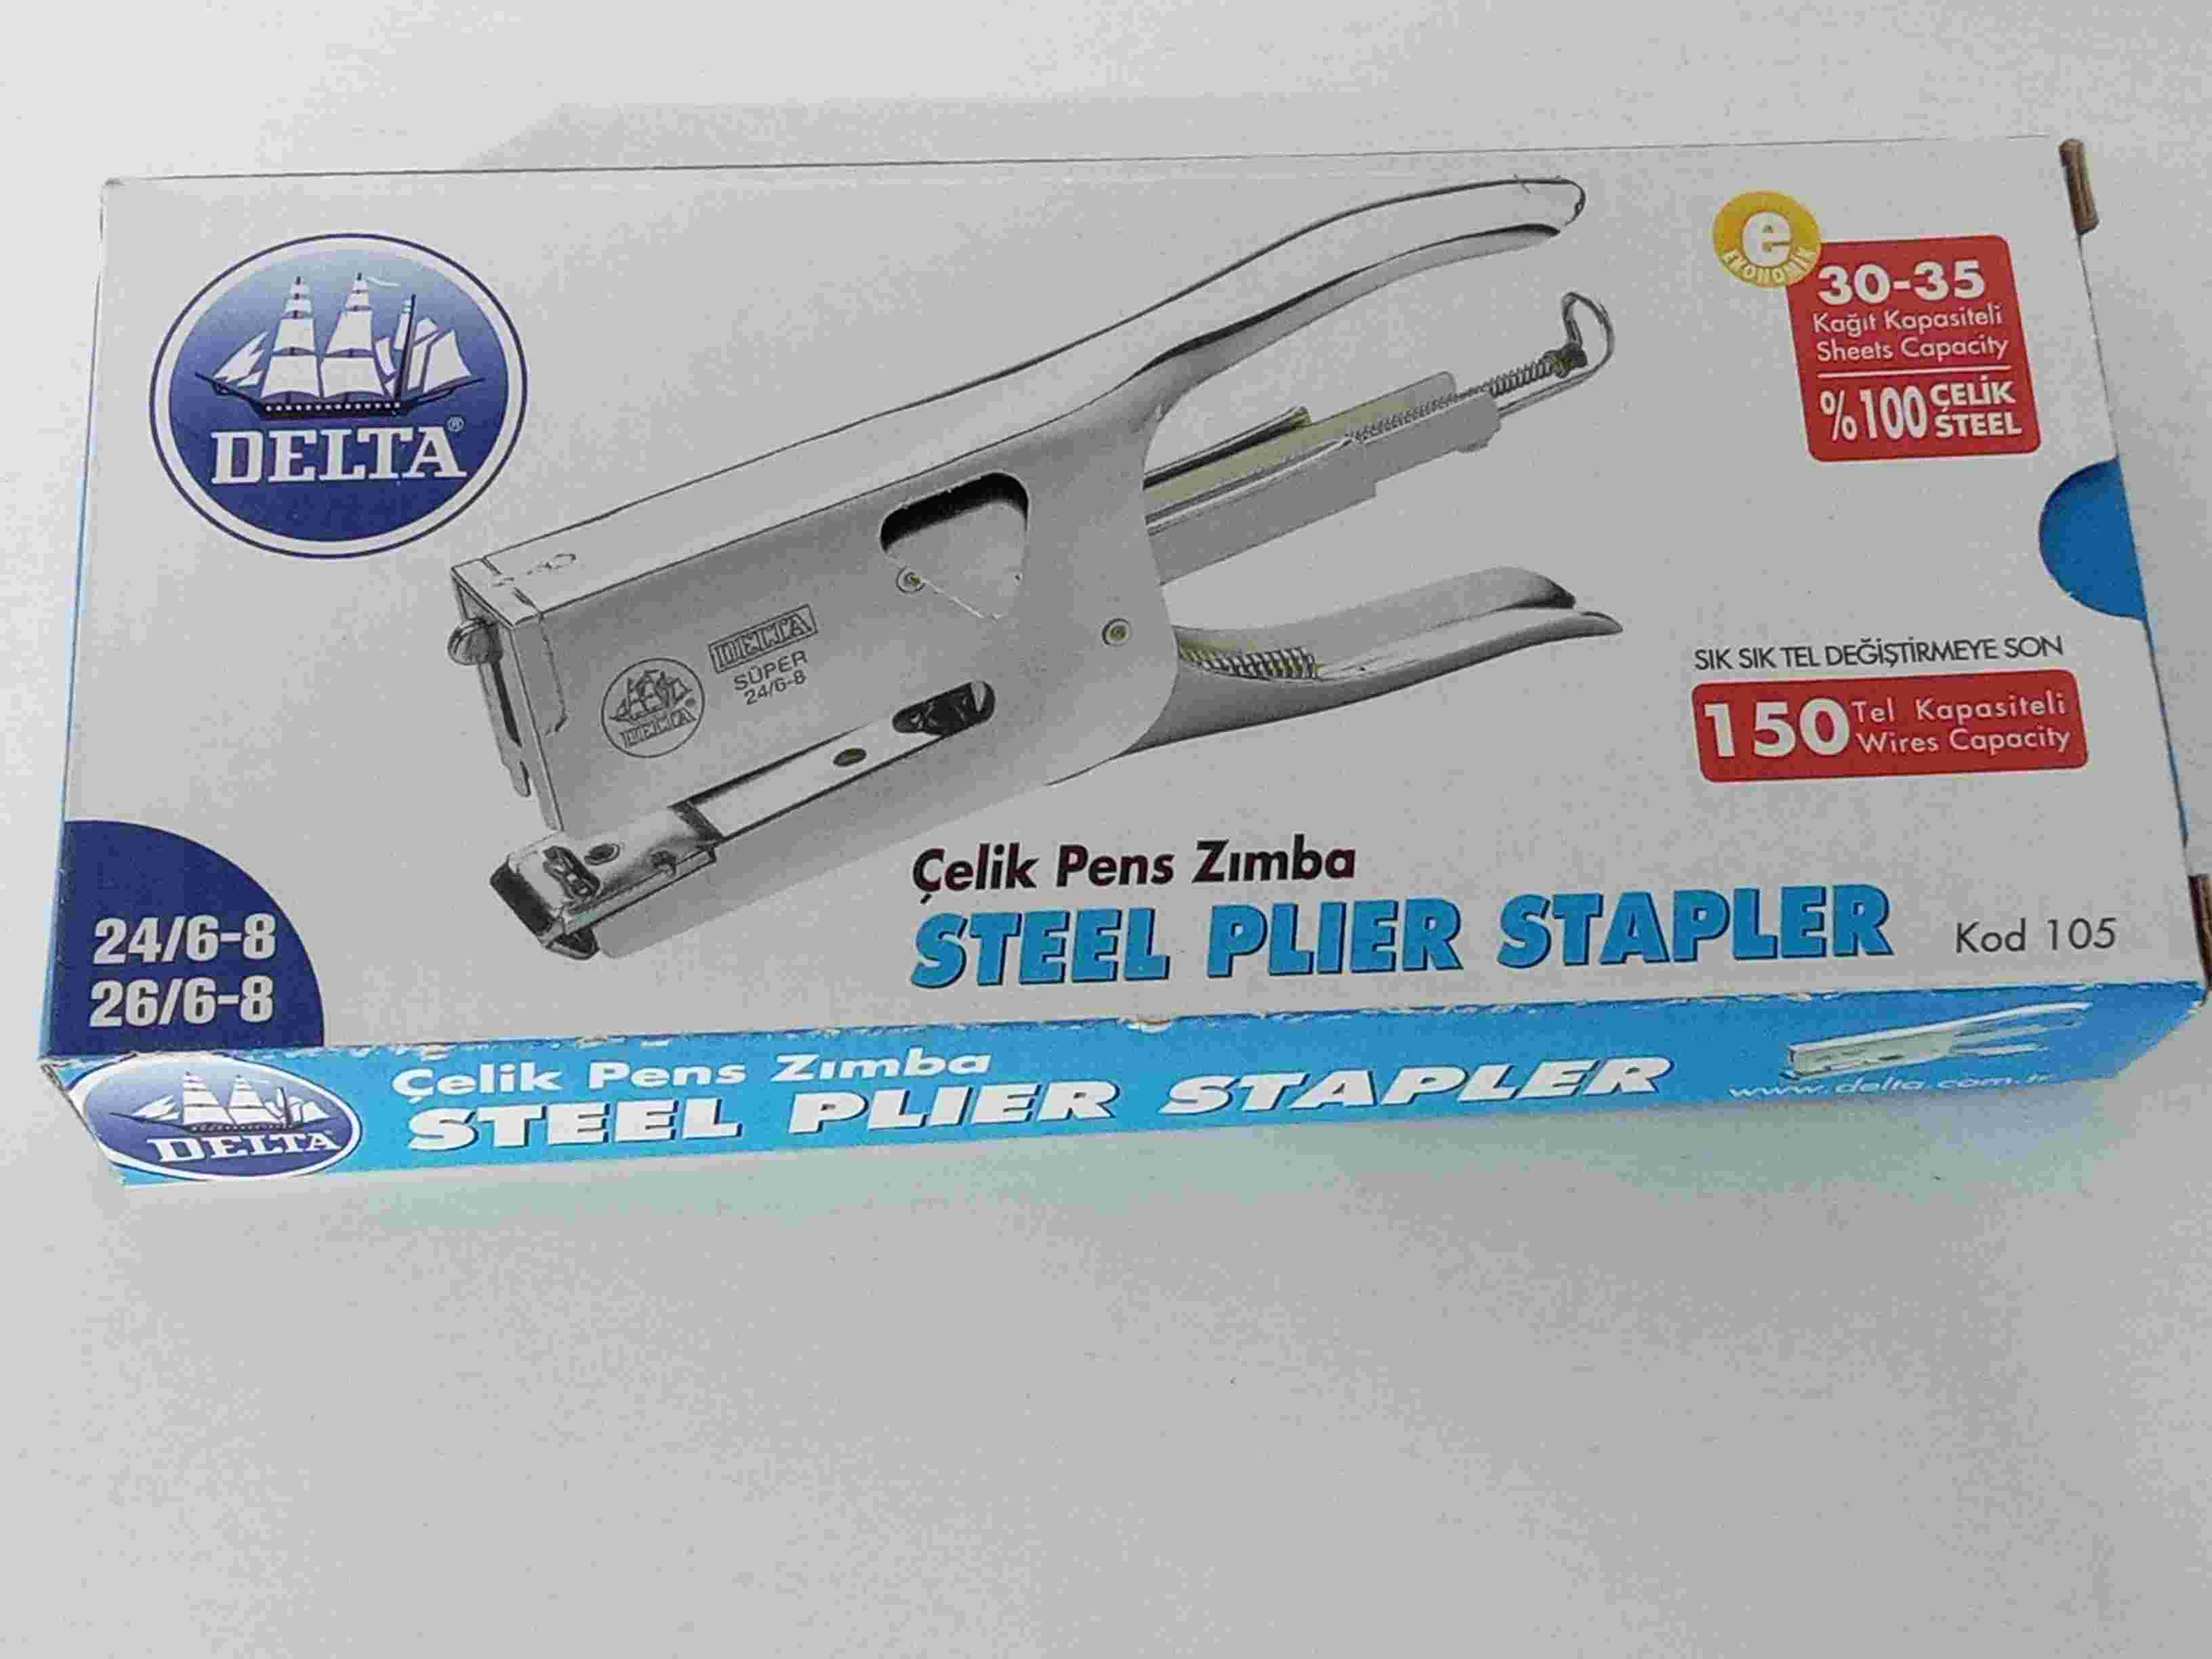 DELTA®
e
EKONOMİK
30-35
Kağıt Kapasiteli
Sheets Capacity
%100 ÇELİK
STEEL
DELTA
SÜPER
24/6-8
DELTA
SIK SIK TEL DEĞİŞTİRMEYE SON
150 Tel Kapasiteli
Wires Capacity
Çelik Pens Zımba
STEEL PLIER STAPLER
Kod 105
24/6-8
26/6-8
DELTA
Çelik Pens Zımba
STEEL PLIER STAPLER
www.delta.com.tr